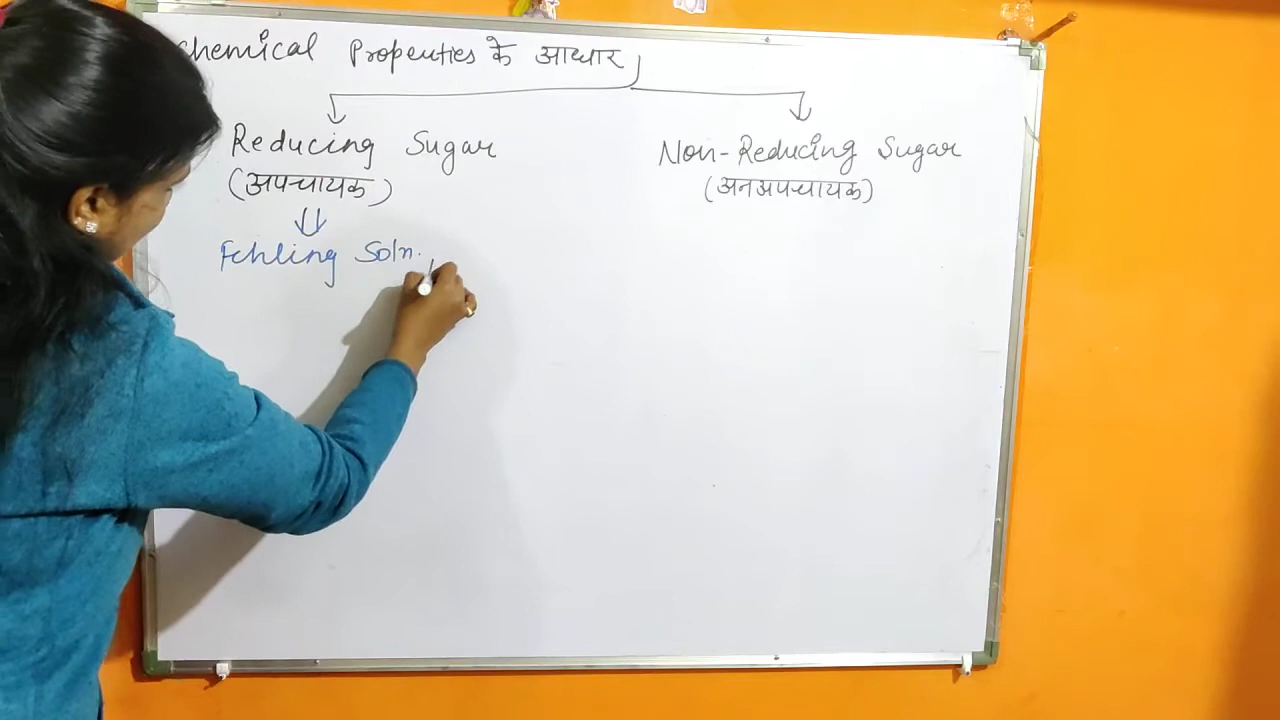 Chemical Properties के आधार
Reducing Sugar
(अपचायक)
Non-Reducing Sugar
(अनअपचायक)
Fehling Soln.